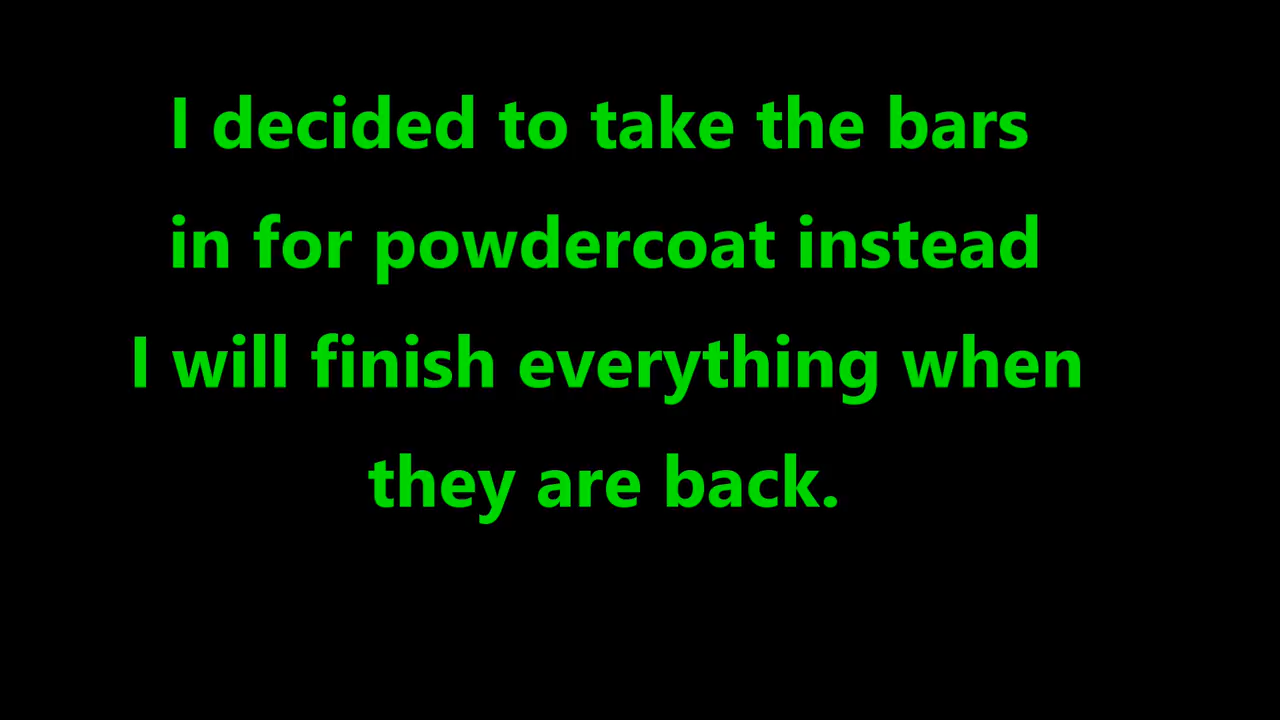 I decided to take the bars
in for powdercoat instead
I will finish everything when
they are back.